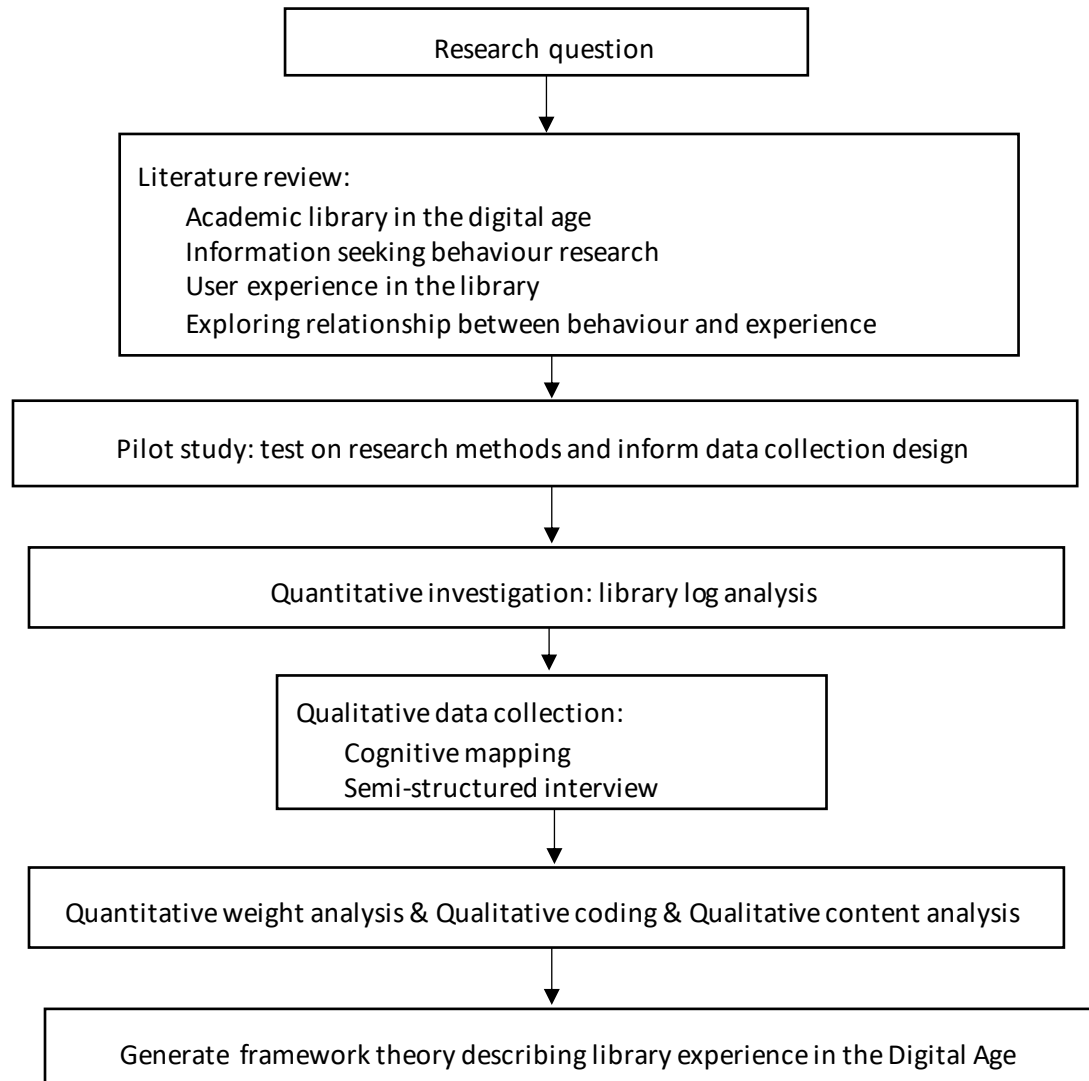 Research question
Literature review:
Academic library in the digital age
Information seeking behaviour research
User experience in the library
Exploring relationship between behaviour and experience
Pilot study: test on research methods and inform data collection design
Quantitative investigation: library log analysis
Qualitative data collection:
Cognitive mapping
Semi-structured interview
Quantitative weight analysis & Qualitative coding & Qualitative content analysis
Generate framework theory describing library experience in the Digital Age